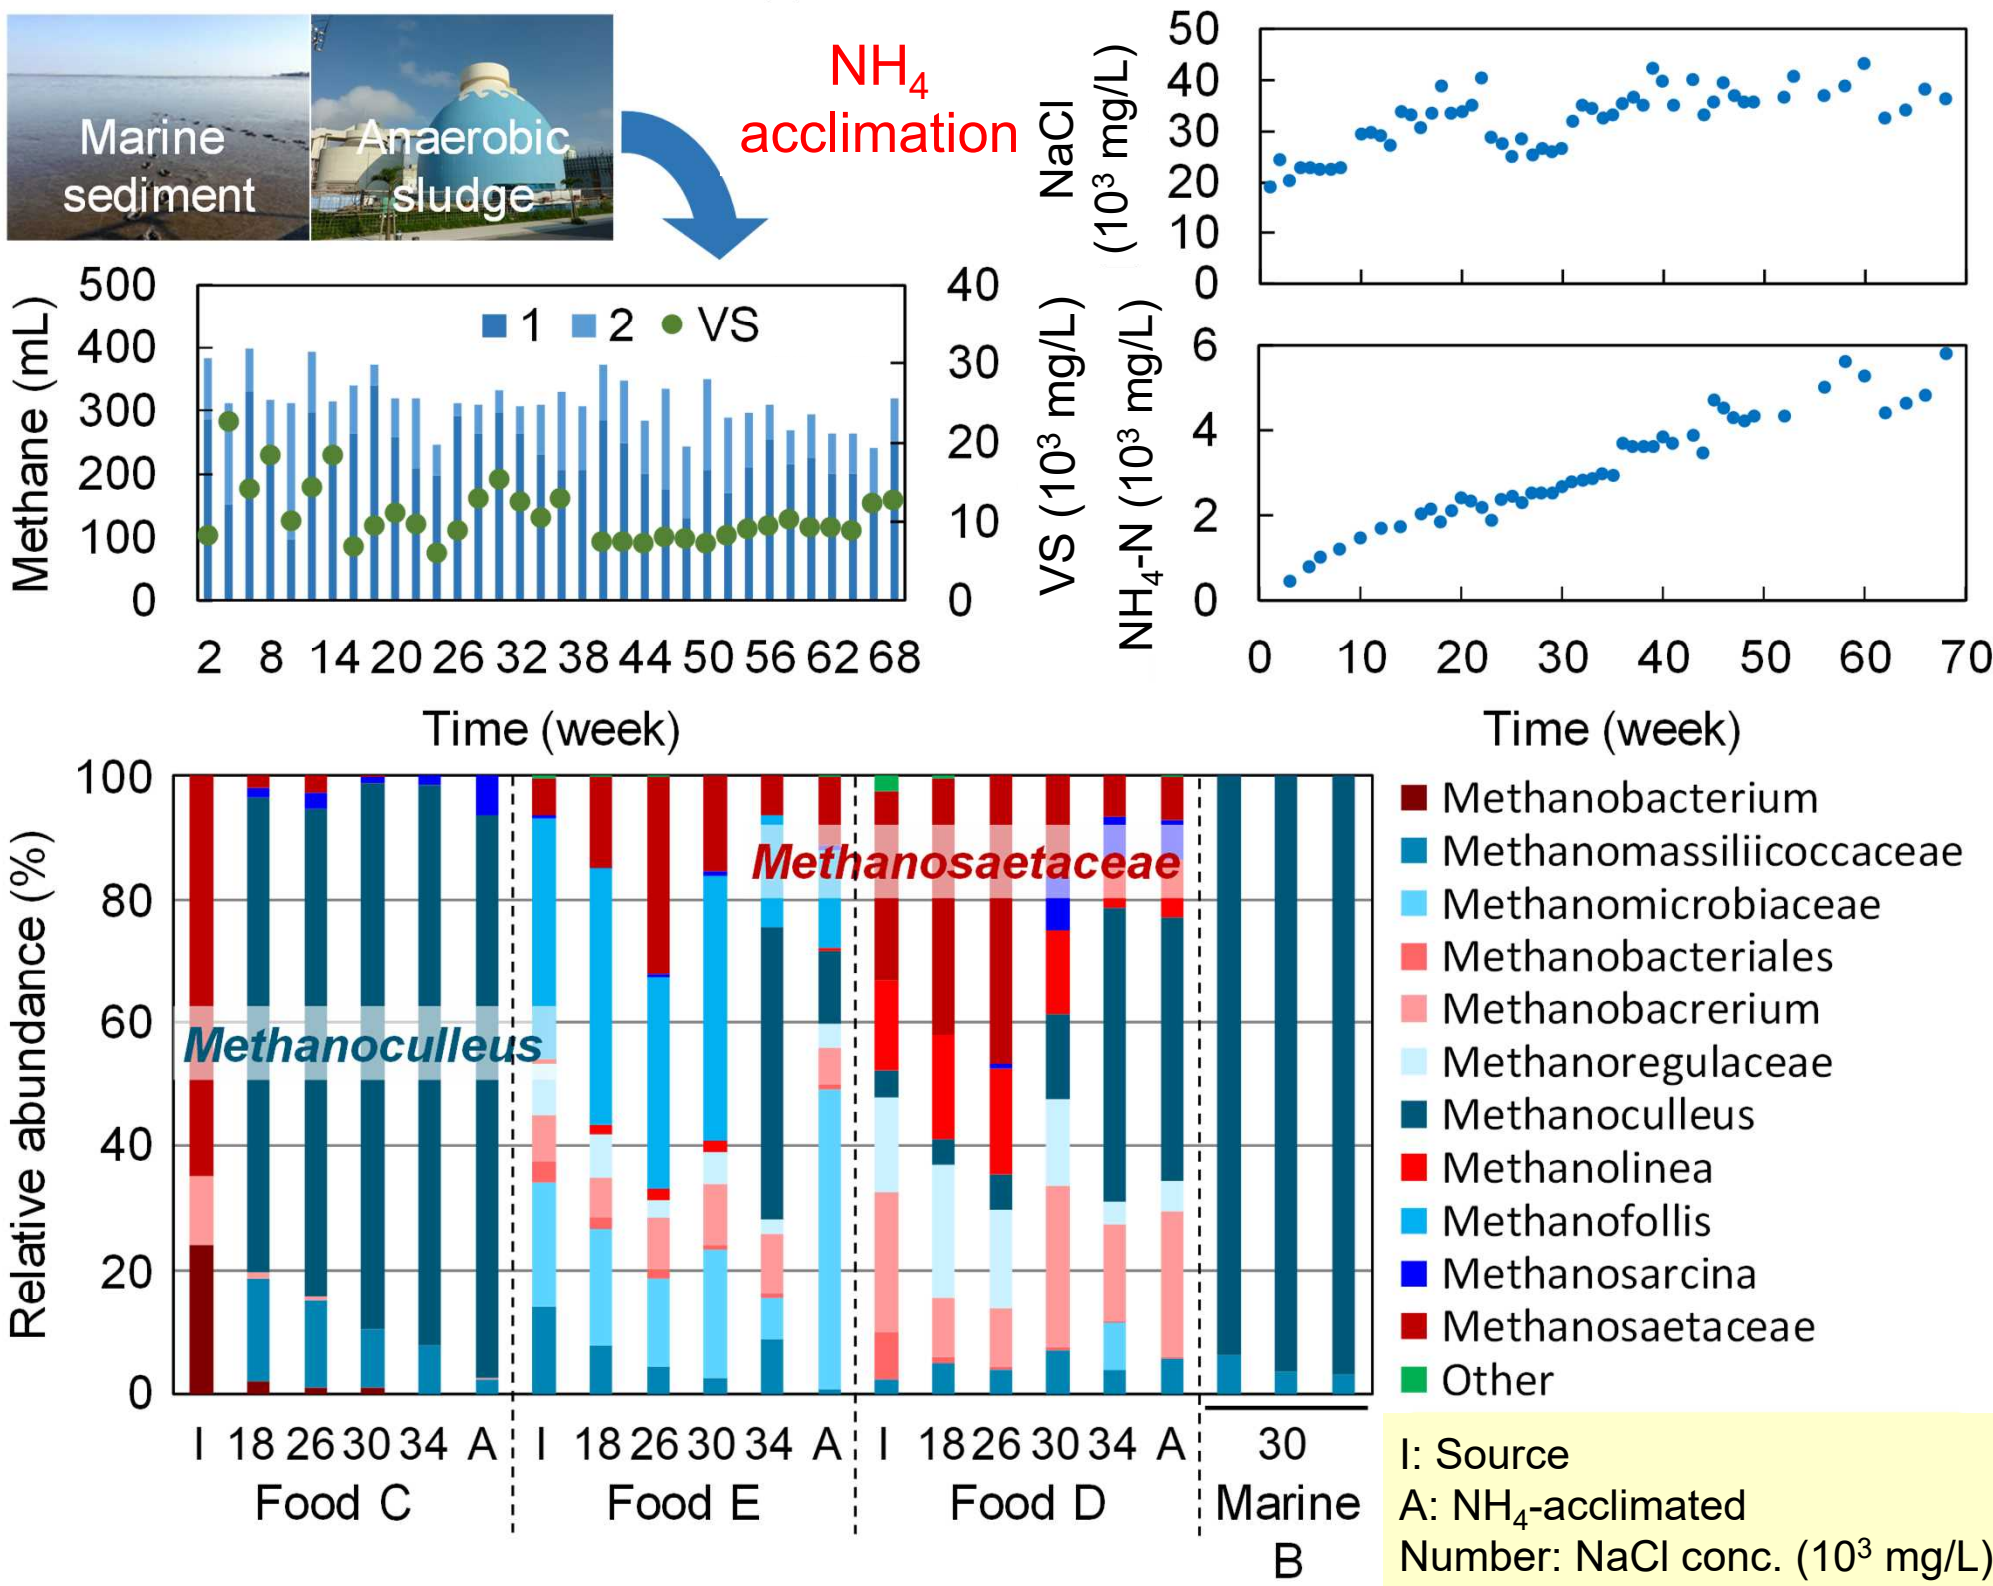 Marine
sediment
Anaerobic
sludge
NH₄
acclimation
NaCl
(10³ mg/L)
50
40
30
20
10
0
Methane (mL)
500
400
300
200
100
0
1 2 VS
40
30
20
10
0
VS (10³ mg/L)
2 8 14 20 26 32 38 44 50 56 62 68
Time (week)
NH₄-N (10³ mg/L)
6
4
2
0
0 10 20 30 40 50 60 70
Time (week)
Relative abundance (%)
100
80
60
40
20
0
Methanoculleus
Methanosaetaceae
I 18 26 30 34 A I 18 26 30 34 A I 18 26 30 34 A 30
Food C Food E Food D Marine
B
Methanobacterium
Methanomassiliicoccaceae
Methanomicrobiaceae
Methanobacteriales
Methanobacrerium
Methanoregulaceae
Methanoculleus
Methanolinea
Methanofollis
Methanosarcina
Methanosaetaceae
Other
I: Source
A: NH₄-acclimated
Number: NaCl conc. (10³ mg/L)